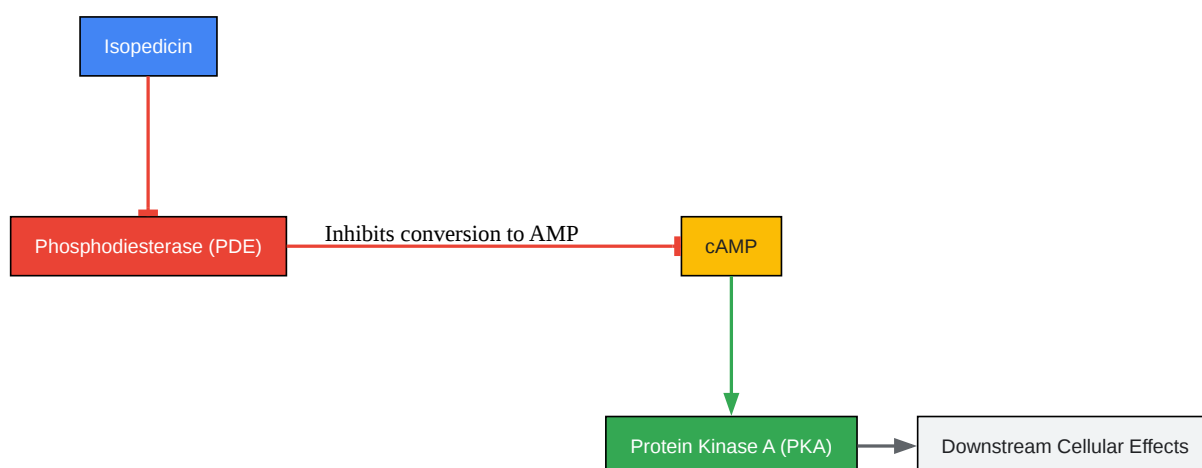 Isopedicin
Phosphodiesterase (PDE)
Inhibits conversion to AMP
cAMP
Protein Kinase A (PKA)
Downstream Cellular Effects